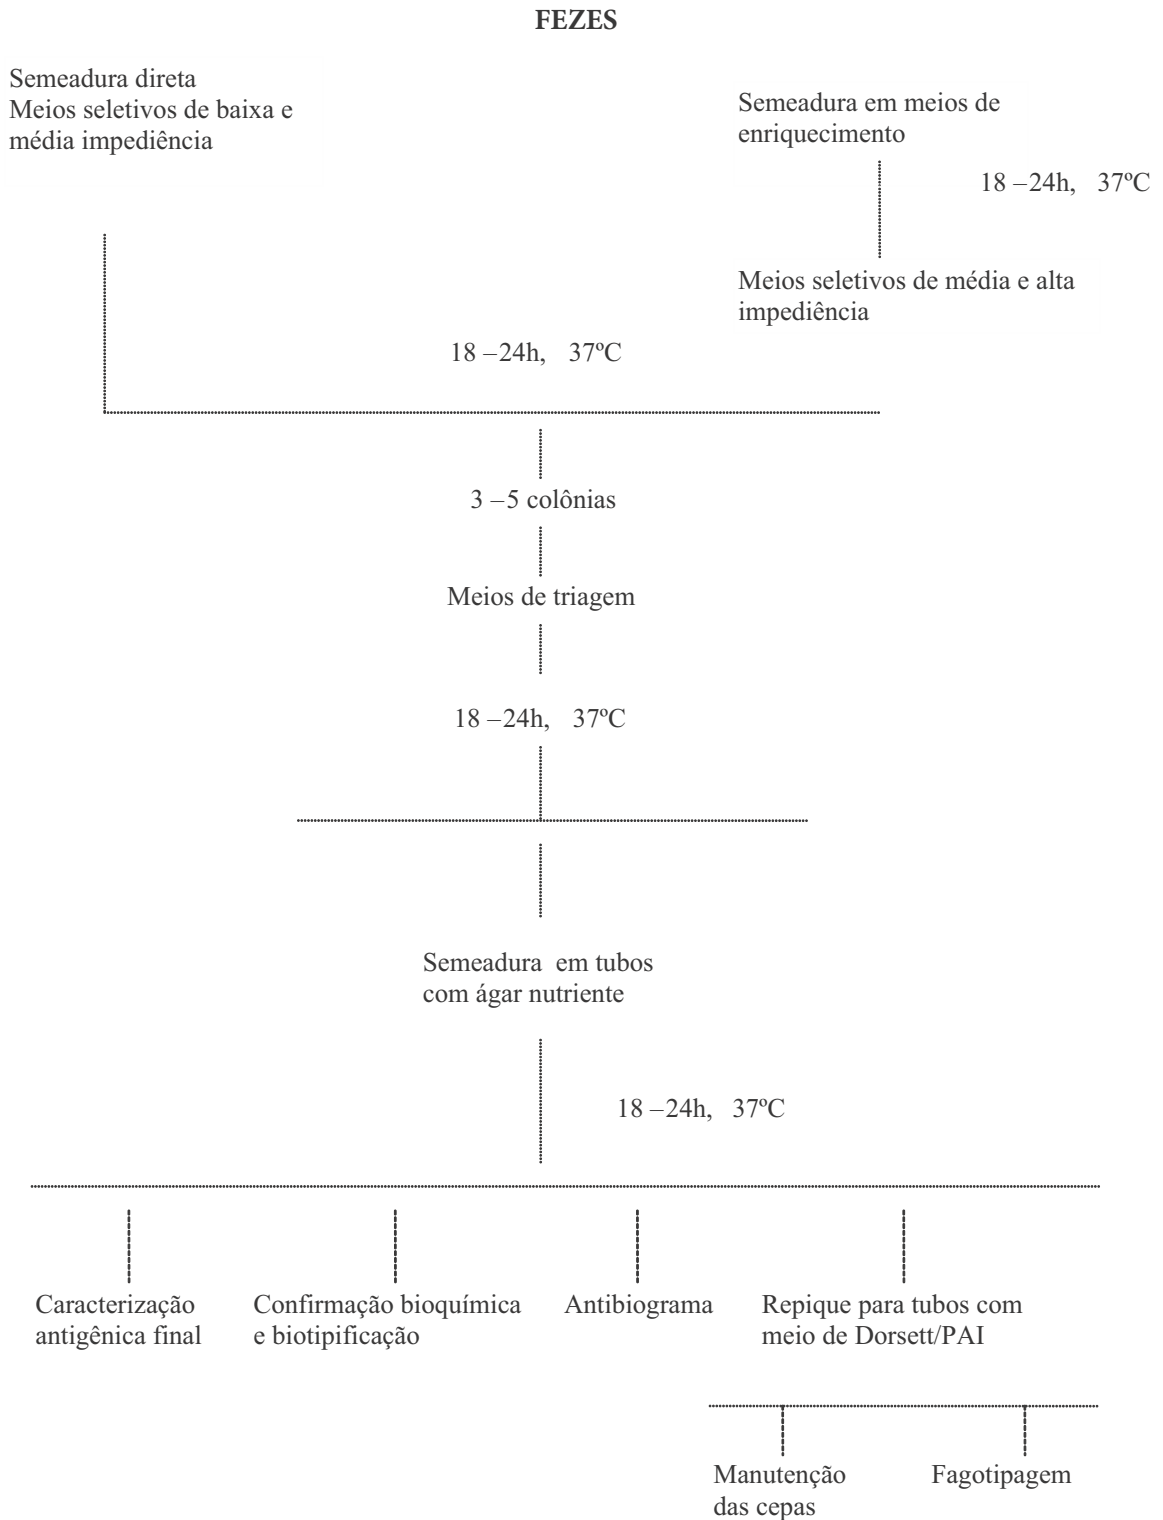 FEZES
Semeadura direta
Meios seletivos de baixa e
média impediência
Semeadura em meios de
enriquecimento
18 –24h, 37ºC
Meios seletivos de média e alta
impediência
18 –24h, 37ºC
3 –5 colônias
Meios de triagem
18 –24h, 37ºC
Semeadura em tubos
com ágar nutriente
18 –24h, 37ºC
Caracterização
antigênica final
Confirmação bioquímica
e biotipificação
Antibiograma
Repique para tubos com
meio de Dorsett/PAI
Manutenção
das cepas
Fagotipagem